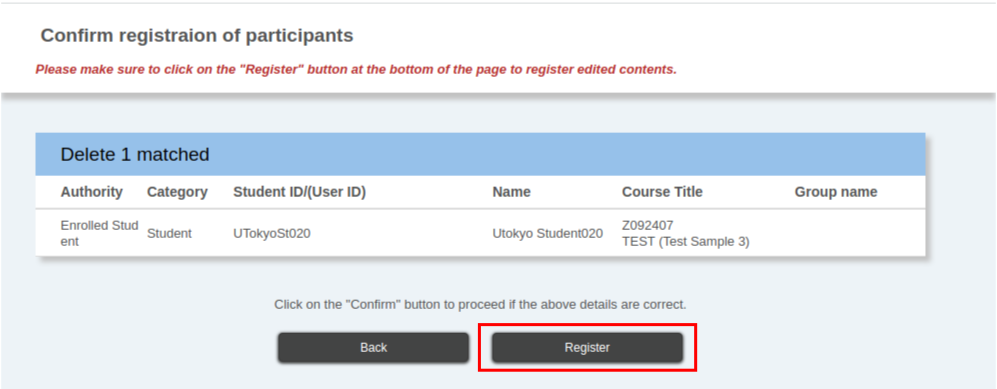 Confirm registraion of participants
Please make sure to click on the "Register" button at the bottom of the page to register edited contents.
Delete 1 matched
Authority Category Student ID/(User ID) Name Course Title Group name
Enrolled Stud
ent Student UTokyoSt020 Utokyo Student020 Z092407
TEST (Test Sample 3)
Click on the "Confirm" button to proceed if the above details are correct.
Back Register